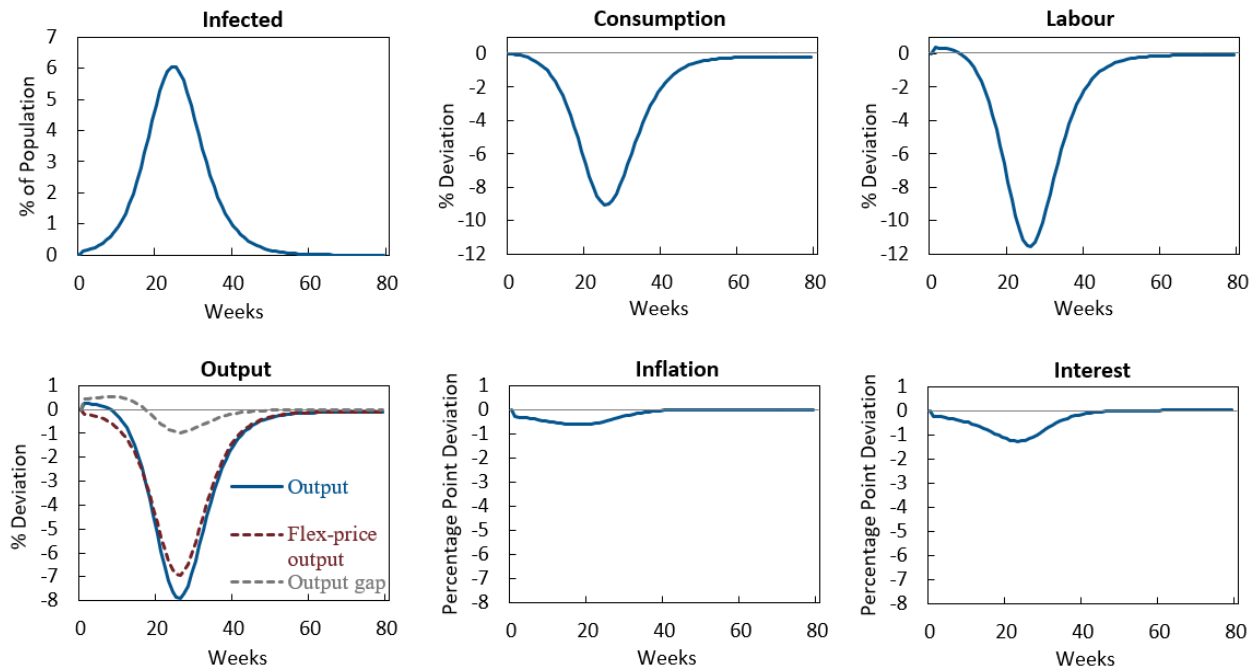 Infected
7
6
5
4
3
2
1
0
% of Population
0 20 40 60 80
Weeks
Consumption
0
-2
-4
-6
-8
-10
-12
% Deviation
0 20 40 60 80
Weeks
Labour
0
-2
-4
-6
-8
-10
-12
% Deviation
0 20 40 60 80
Weeks
Output
1
0
-1
-2
-3
-4
-5
-6
-7
-8
% Deviation
Output
Flex-price
output
Output gap
0 20 40 60 80
Weeks
Inflation
1
0
-1
-2
-3
-4
-5
-6
-7
-8
Percentage Point Deviation
0 20 40 60 80
Weeks
Interest
1
0
-1
-2
-3
-4
-5
-6
-7
-8
Percentage Point Deviation
0 20 40 60 80
Weeks